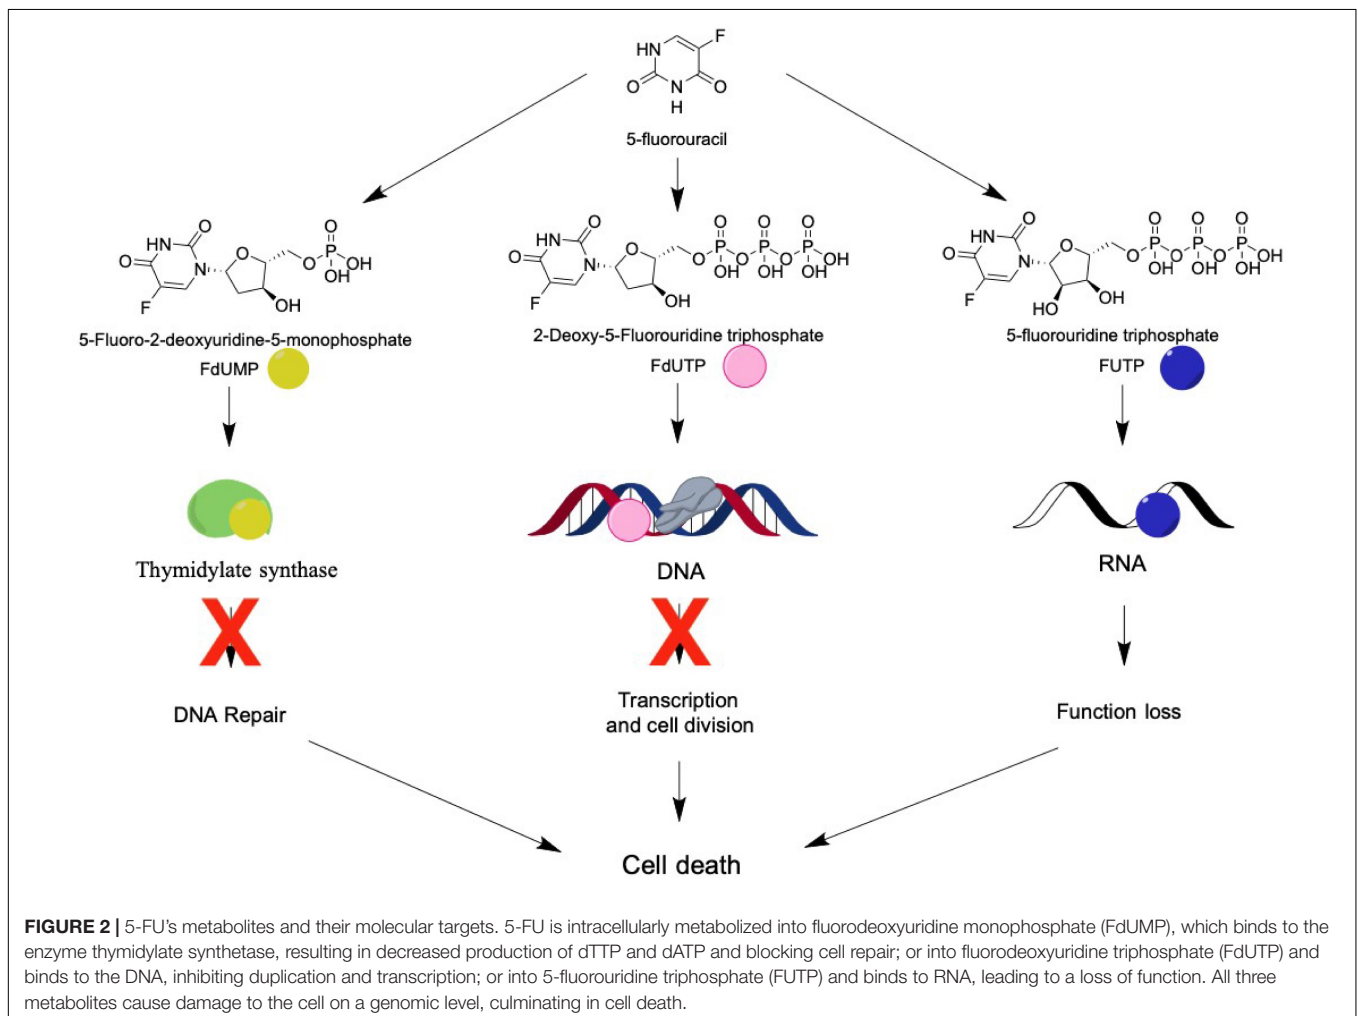 F
HN
O
N
H
O
5-fluorouracil
O
HN
O
N
F
O
O
O
P
OH
OH
OH
5-Fluoro-2-deoxyuridine-5-monophosphate
FdUMP
O
HN
O
N
F
O
O
O
P
OH
O
O
P
OH
O
O
P
OH
OH
OH
2-Deoxy-5-Fluorouridine triphosphate
FdUTP
O
HN
O
N
F
O
O
O
P
OH
O
O
P
OH
O
O
P
OH
OH
HO
OH
5-fluorouridine triphosphate
FUTP
Thymidylate synthase
DNA
RNA
X
X
DNA Repair
Transcription
and cell division
Function loss
Cell death
FIGURE 2 | 5-FU's metabolites and their molecular targets. 5-FU is intracellularly metabolized into fluorodeoxyuridine monophosphate (FdUMP), which binds to the
enzyme thymidylate synthetase, resulting in decreased production of dTTP and dATP and blocking cell repair; or into fluorodeoxyuridine triphosphate (FdUTP) and
binds to the DNA, inhibiting duplication and transcription; or into 5-fluorouridine triphosphate (FUTP) and binds to RNA, leading to a loss of function. All three
metabolites cause damage to the cell on a genomic level, culminating in cell death.